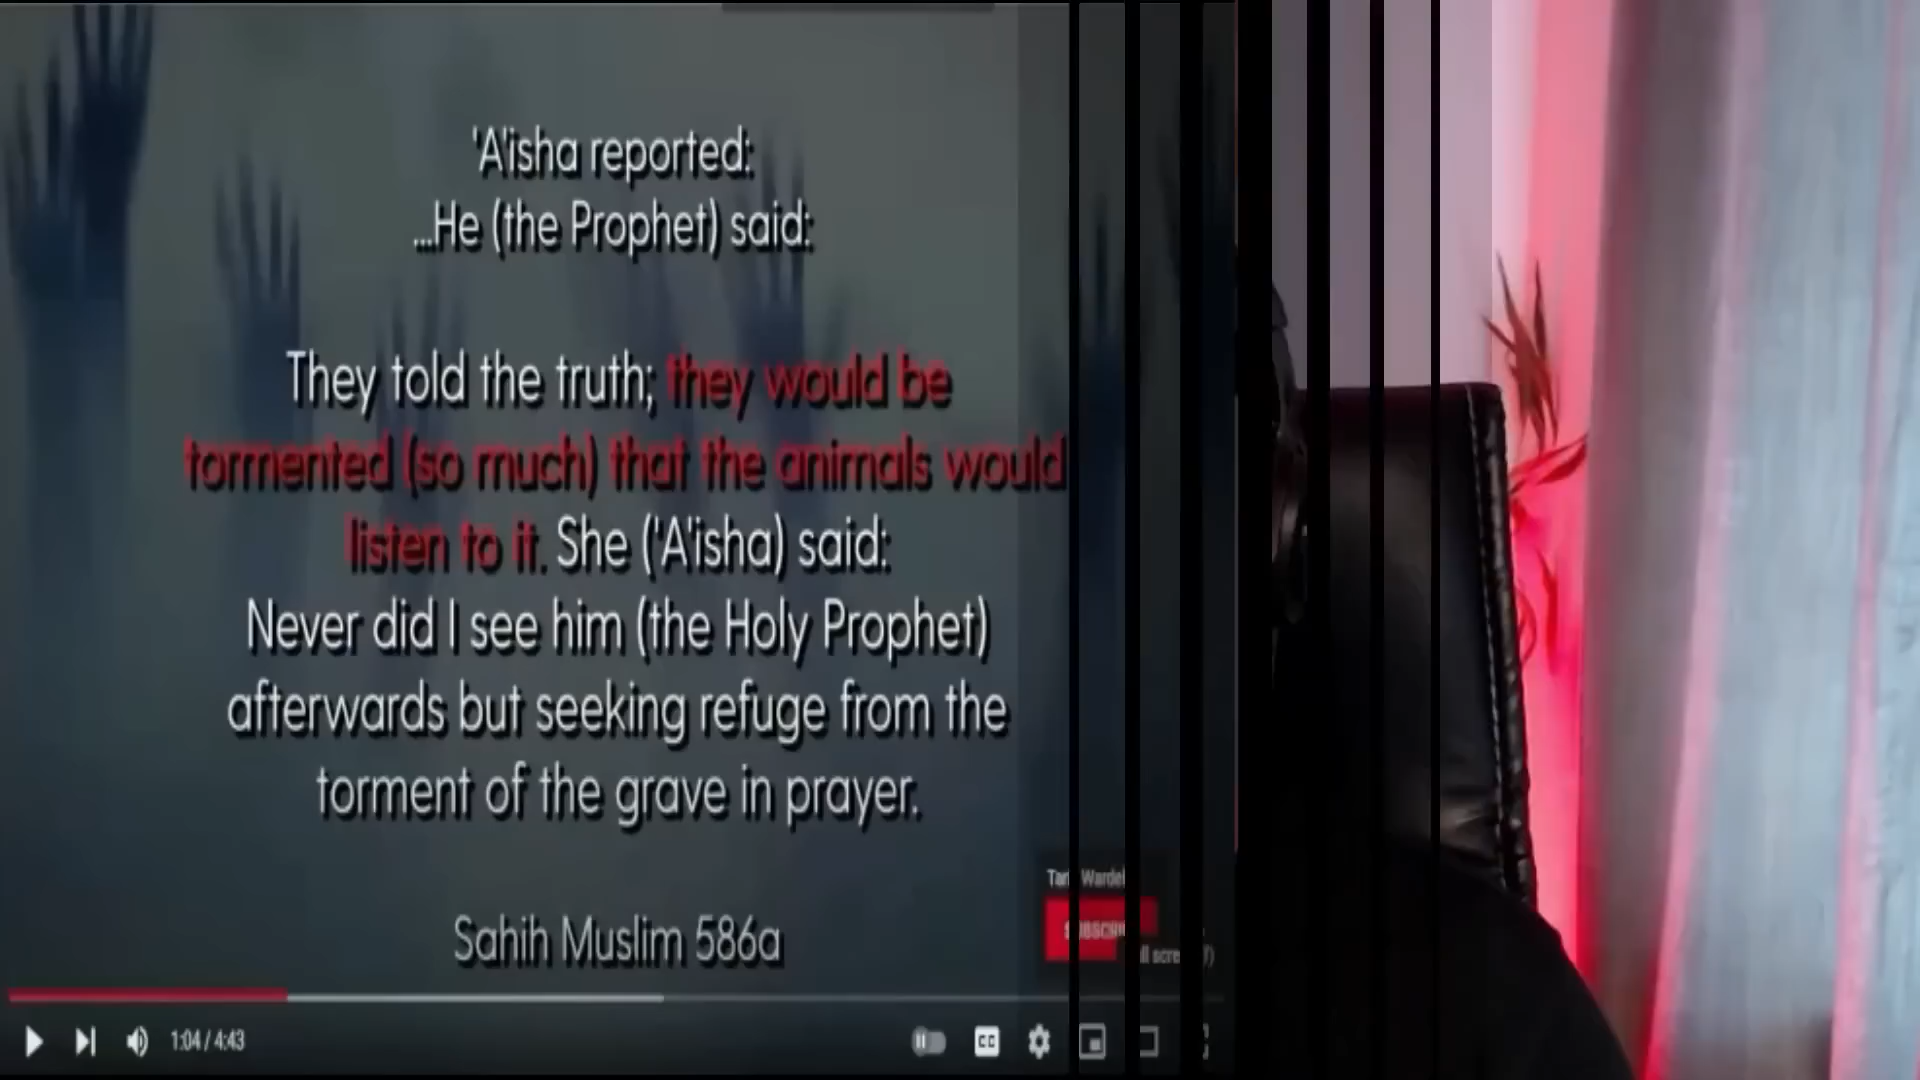 'A'isha reported:
...He (the Prophet) said:
They told the truth; they would be
tormented (so much) that the animals would
listen to it. She ('A'isha) said:
Never did I see him (the Holy Prophet)
afterwards but seeking refuge from the
torment of the grave in prayer.
Sahih Muslim 586a
1:04 / 4:43
CC